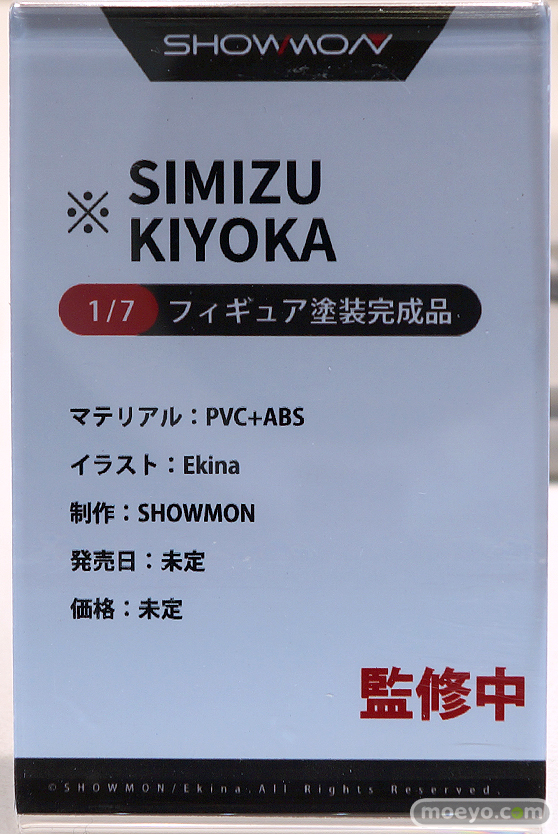 SHOWMON
※ SIMIZU
KIYOKA
1/7 フィギュア塗装完成品
マテリアル：PVC+ABS
イラスト：Ekina
制作：SHOWMON
発売日：未定
価格：未定
監修中
©SHOWMON/Ekina.All Rights Reserved.
moeyo.com